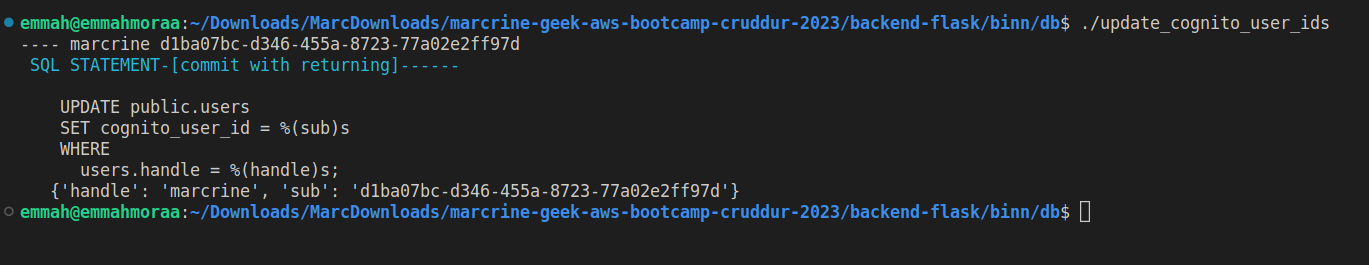 emmah@emmahmoraa:~/Downloads/MarcDownloads/marcrine-geek-aws-bootcamp-cruddur-2023/backend-flask/binn/db$ ./update_cognito_user_ids
---- marcrine d1ba07bc-d346-455a-8723-77a02e2ff97d
SQL STATEMENT-[commit with returning]------
UPDATE public.users
SET cognito_user_id = %(sub)s
WHERE
users.handle = %(handle)s;
{'handle': 'marcrine', 'sub': 'd1ba07bc-d346-455a-8723-77a02e2ff97d'}
emmah@emmahmoraa:~/Downloads/MarcDownloads/marcrine-geek-aws-bootcamp-cruddur-2023/backend-flask/binn/db$